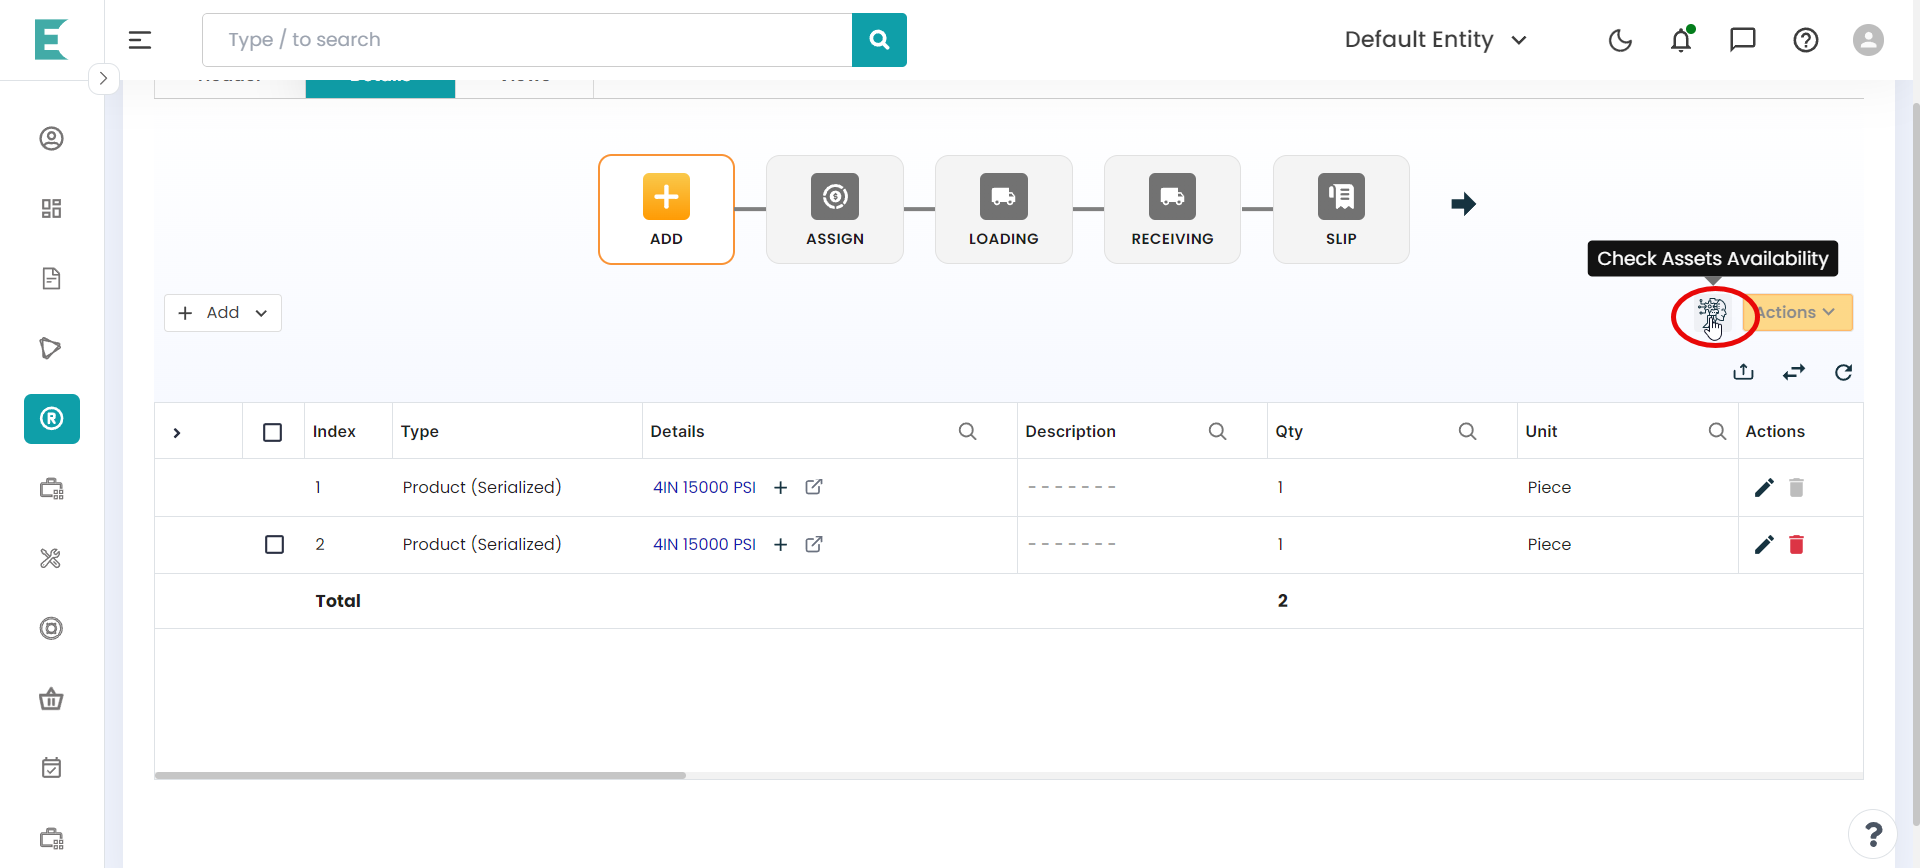 Type / to search
Default Entity
Details
ADD
ASSIGN
LOADING
RECEIVING
SLIP
Check Assets Availability
Add
Actions
Index
Type
Details
Description
Qty
Unit
Actions
1
Product (Serialized)
4IN 15000 PSI
-------
1
Piece
2
Product (Serialized)
4IN 15000 PSI
-------
1
Piece
Total
2